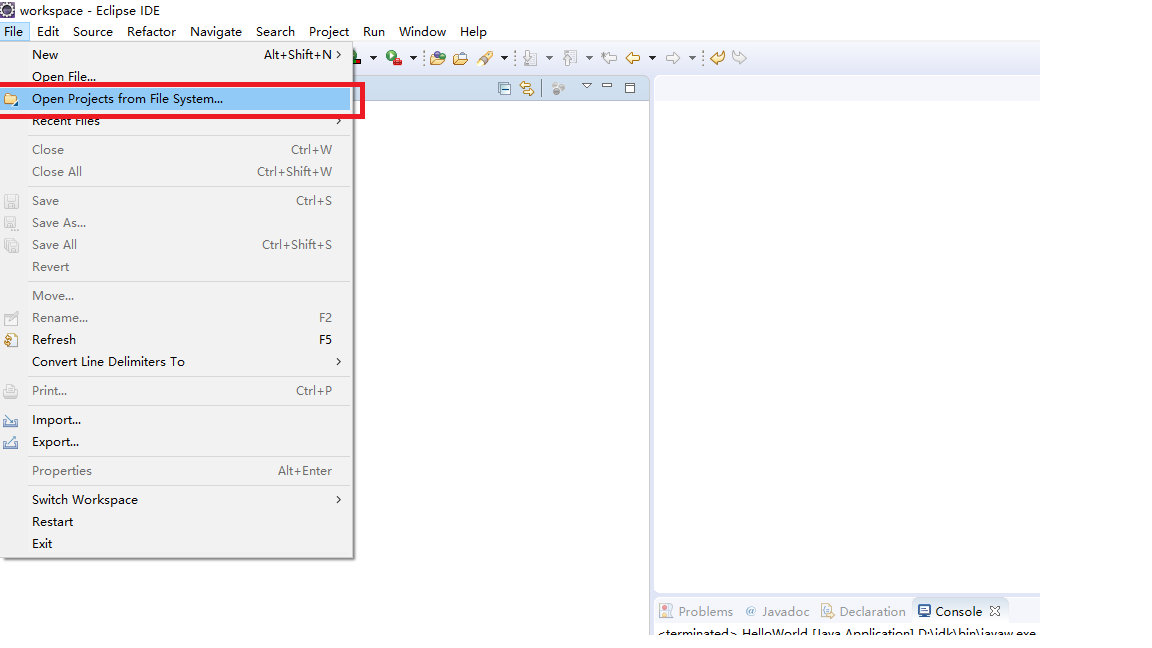 workspace - Eclipse IDE
File Edit Source Refactor Navigate Search Project Run Window Help
New Alt+Shift+N >
Open File...
Open Projects from File System...
Recent Files >
Close Ctrl+W
Close All Ctrl+Shift+W
Save Ctrl+S
Save As...
Save All Ctrl+Shift+S
Revert
Move...
Rename... F2
Refresh F5
Convert Line Delimiters To >
Print... Ctrl+P
Import...
Export...
Properties Alt+Enter
Switch Workspace >
Restart
Exit
Problems @ Javadoc Declaration Console
<terminated> HelloWorld [Java Application] D:\jdk\bin\javaw.exe